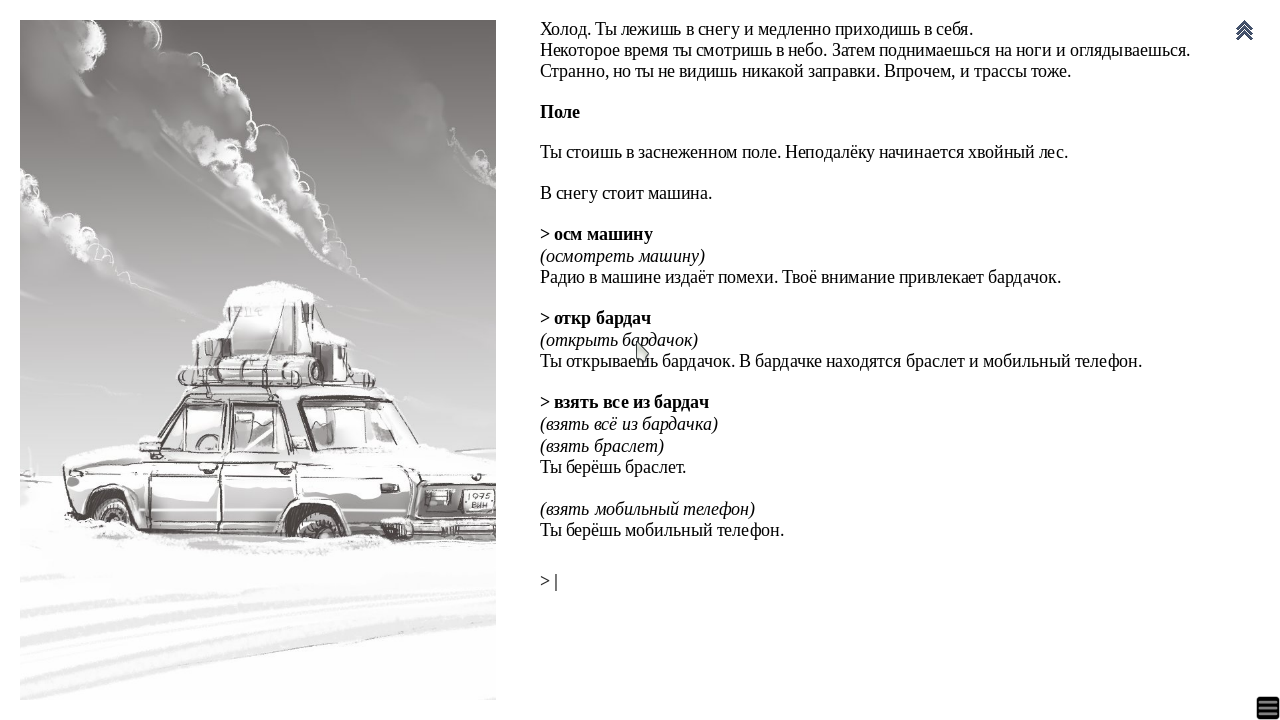 Холод. Ты лежишь в снегу и медленно приходишь в себя.
Некоторое время ты смотришь в небо. Затем поднимаешься на ноги и оглядываешься.
Странно, но ты не видишь никакой заправки. Впрочем, и трассы тоже.
Поле
Ты стоишь в заснеженном поле. Неподалёку начинается хвойный лес.
В снегу стоит машина.
> осм машину
(осмотреть машину)
Радио в машине издаёт помехи. Твоё внимание привлекает бардачок.
> откр бардач
(открыть бардачок)
Ты открываешь бардачок. В бардачке находятся браслет и мобильный телефон.
> взять все из бардач
(взять всё из бардачка)
(взять браслет)
Ты берёшь браслет.
(взять мобильный телефон)
Ты берёшь мобильный телефон.
>
1975
ВИН